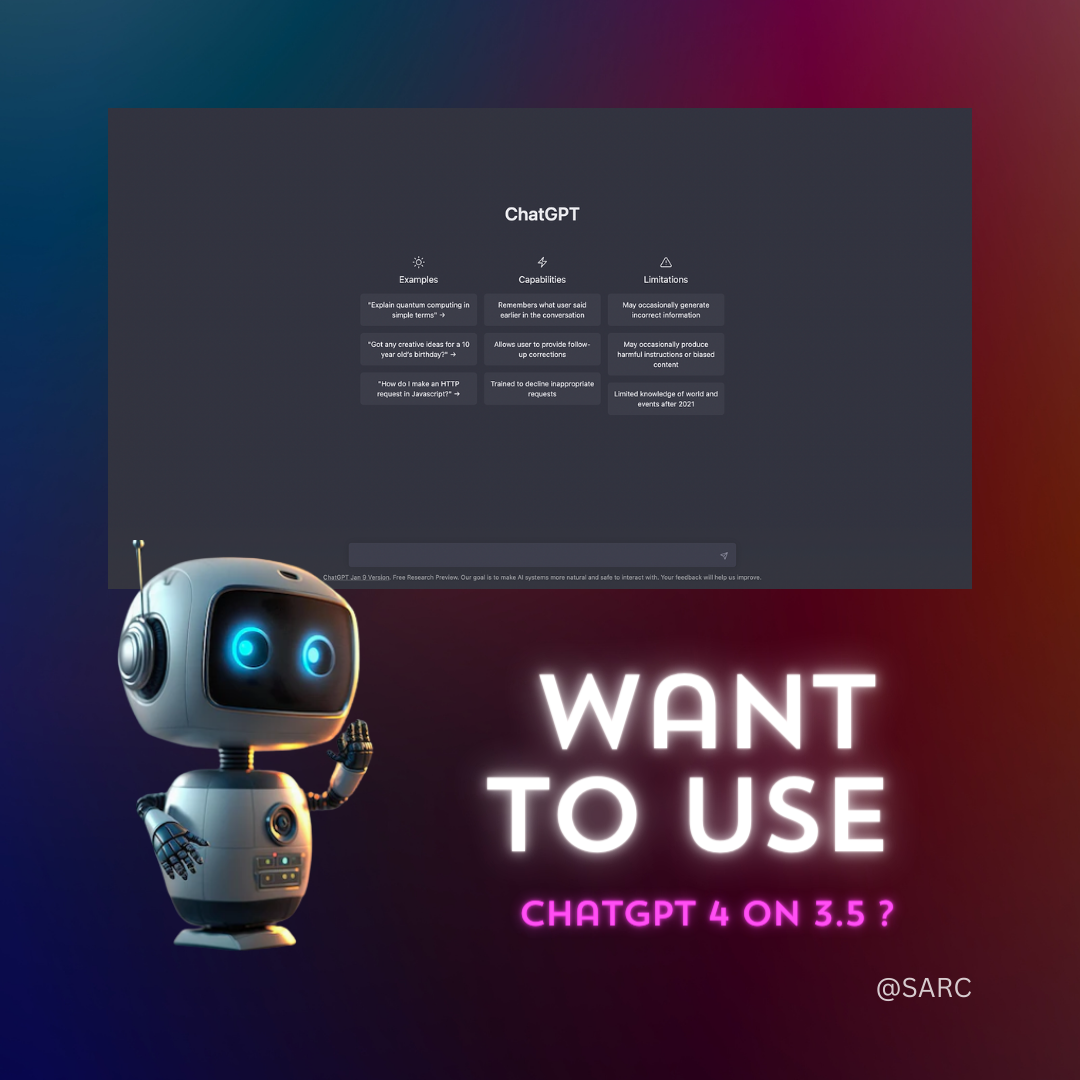 ChatGPT
Examples
"Explain quantum computing in
simple terms" →
"Got any creative ideas for a 10
year old's birthday?" →
"How do I make an HTTP
request in Javascript?" →
Capabilities
Remembers what user said
earlier in the conversation
Allows user to provide follow-
up corrections
Trained to decline inappropriate
requests
Limitations
May occasionally generate
incorrect information
May occasionally produce
harmful instructions or biased
content
Limited knowledge of world and
events after 2021
ChatGPT Jan 9 Version. Free Research Preview. Our goal is to make AI systems more natural and safe to interact with. Your feedback will help us improve.
WANT
TO USE
CHATGPT 4 ON 3.5 ?
@SARC